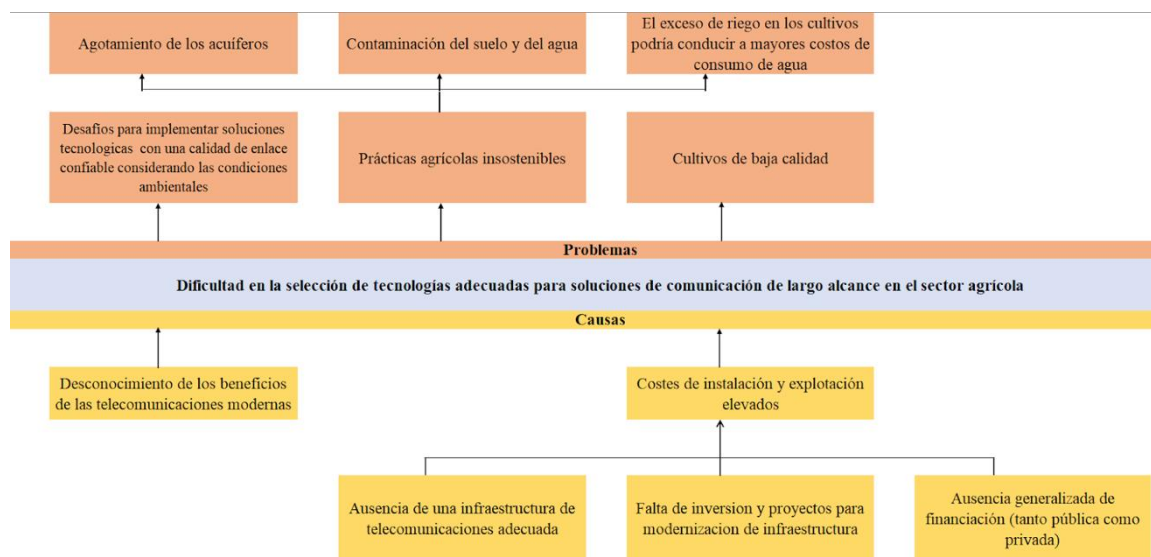 Agotamiento de los acuíferos
Contaminación del suelo y del agua
El exceso de riego en los cultivos
podría conducir a mayores costos de
consumo de agua
Desafíos para implementar soluciones
tecnologicas con una calidad de enlace
confiable considerando las condiciones
ambientales
Prácticas agrícolas insostenibles
Cultivos de baja calidad
Problemas
Dificultad en la selección de tecnologías adecuadas para soluciones de comunicación de largo alcance en el sector agrícola
Causas
Desconocimiento de los beneficios
de las telecomunicaciones modernas
Costes de instalación y explotación
elevados
Ausencia de una infraestructura de
telecomunicaciones adecuada
Falta de inversion y proyectos para
modernizacion de infraestructura
Ausencia generalizada de
financiación (tanto pública como
privada)